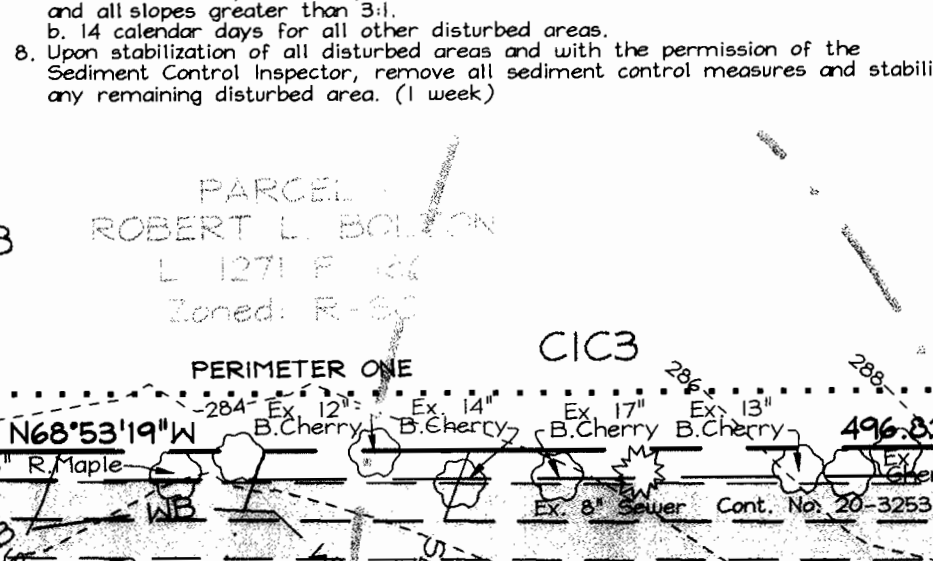 and all slopes greater than 3:1.
b. 14 calendar days for all other disturbed areas.
8. Upon stabilization of all disturbed areas and with the permission of the
Sediment Control Inspector, remove all sediment control measures and stabili
any remaining disturbed area. (1 week)
PARCEL
ROBERT L.
L 1271 F
Zoned: R-
C1C3
PERIMETER ONE
286
288
284
Ex. 12"
B.Cherry
Ex. 14"
B.Cherry
Ex. 17"
B.Cherry
Ex. 13"
B.Cherry
N68°53'19"W
496.8
R.Maple
Ex.
WB
Ex. 8" Sewer Cont. No. 20-3253